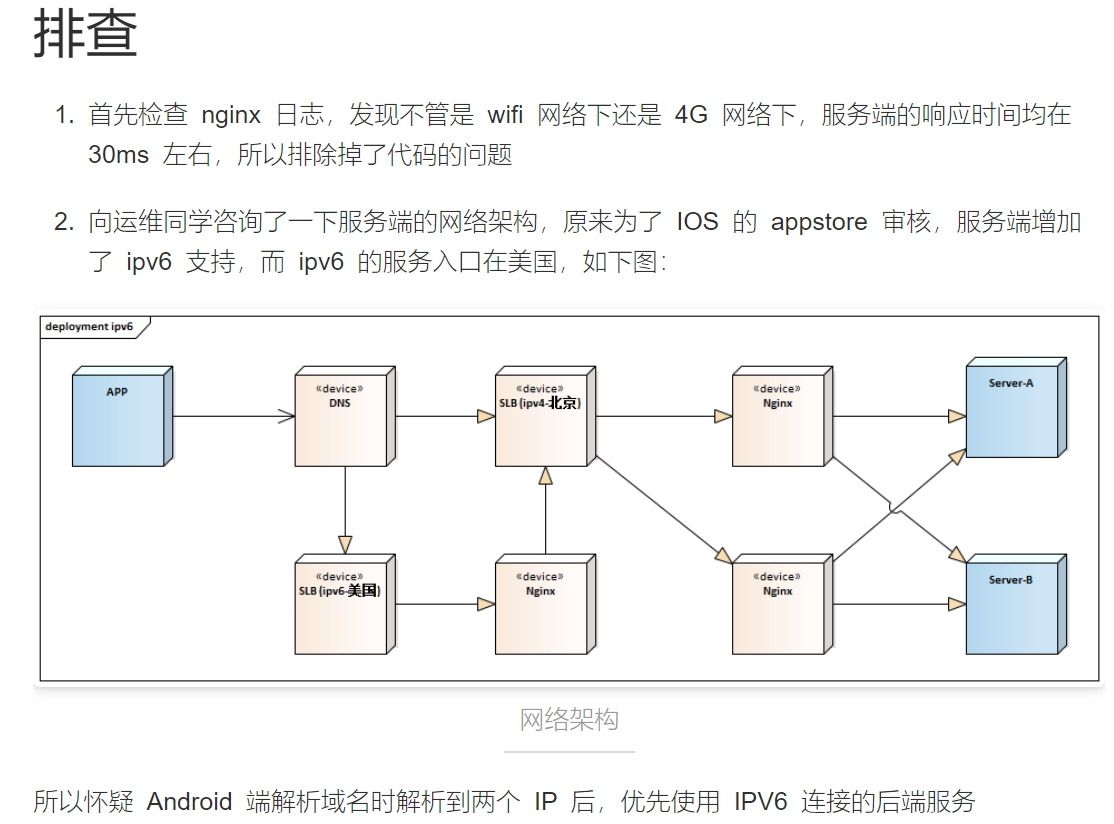 排查
1. 首先检查 nginx 日志，发现不管是 wifi 网络下还是 4G 网络下，服务端的响应时间均在
30ms 左右，所以排除掉了代码的问题
2. 向运维同学咨询了一下服务端的网络架构，原来为了 IOS 的 appstore 审核，服务端增加
了 ipv6 支持，而 ipv6 的服务入口在美国，如下图：
deployment ipv6
APP
«device»
DNS
«device»
SLB (ipv4-北京)
«device»
Nginx
Server-A
«device»
SLB (ipv6-美国)
«device»
Nginx
«device»
Nginx
Server-B
网络架构
所以怀疑 Android 端解析域名时解析到两个 IP 后，优先使用 IPV6 连接的后端服务